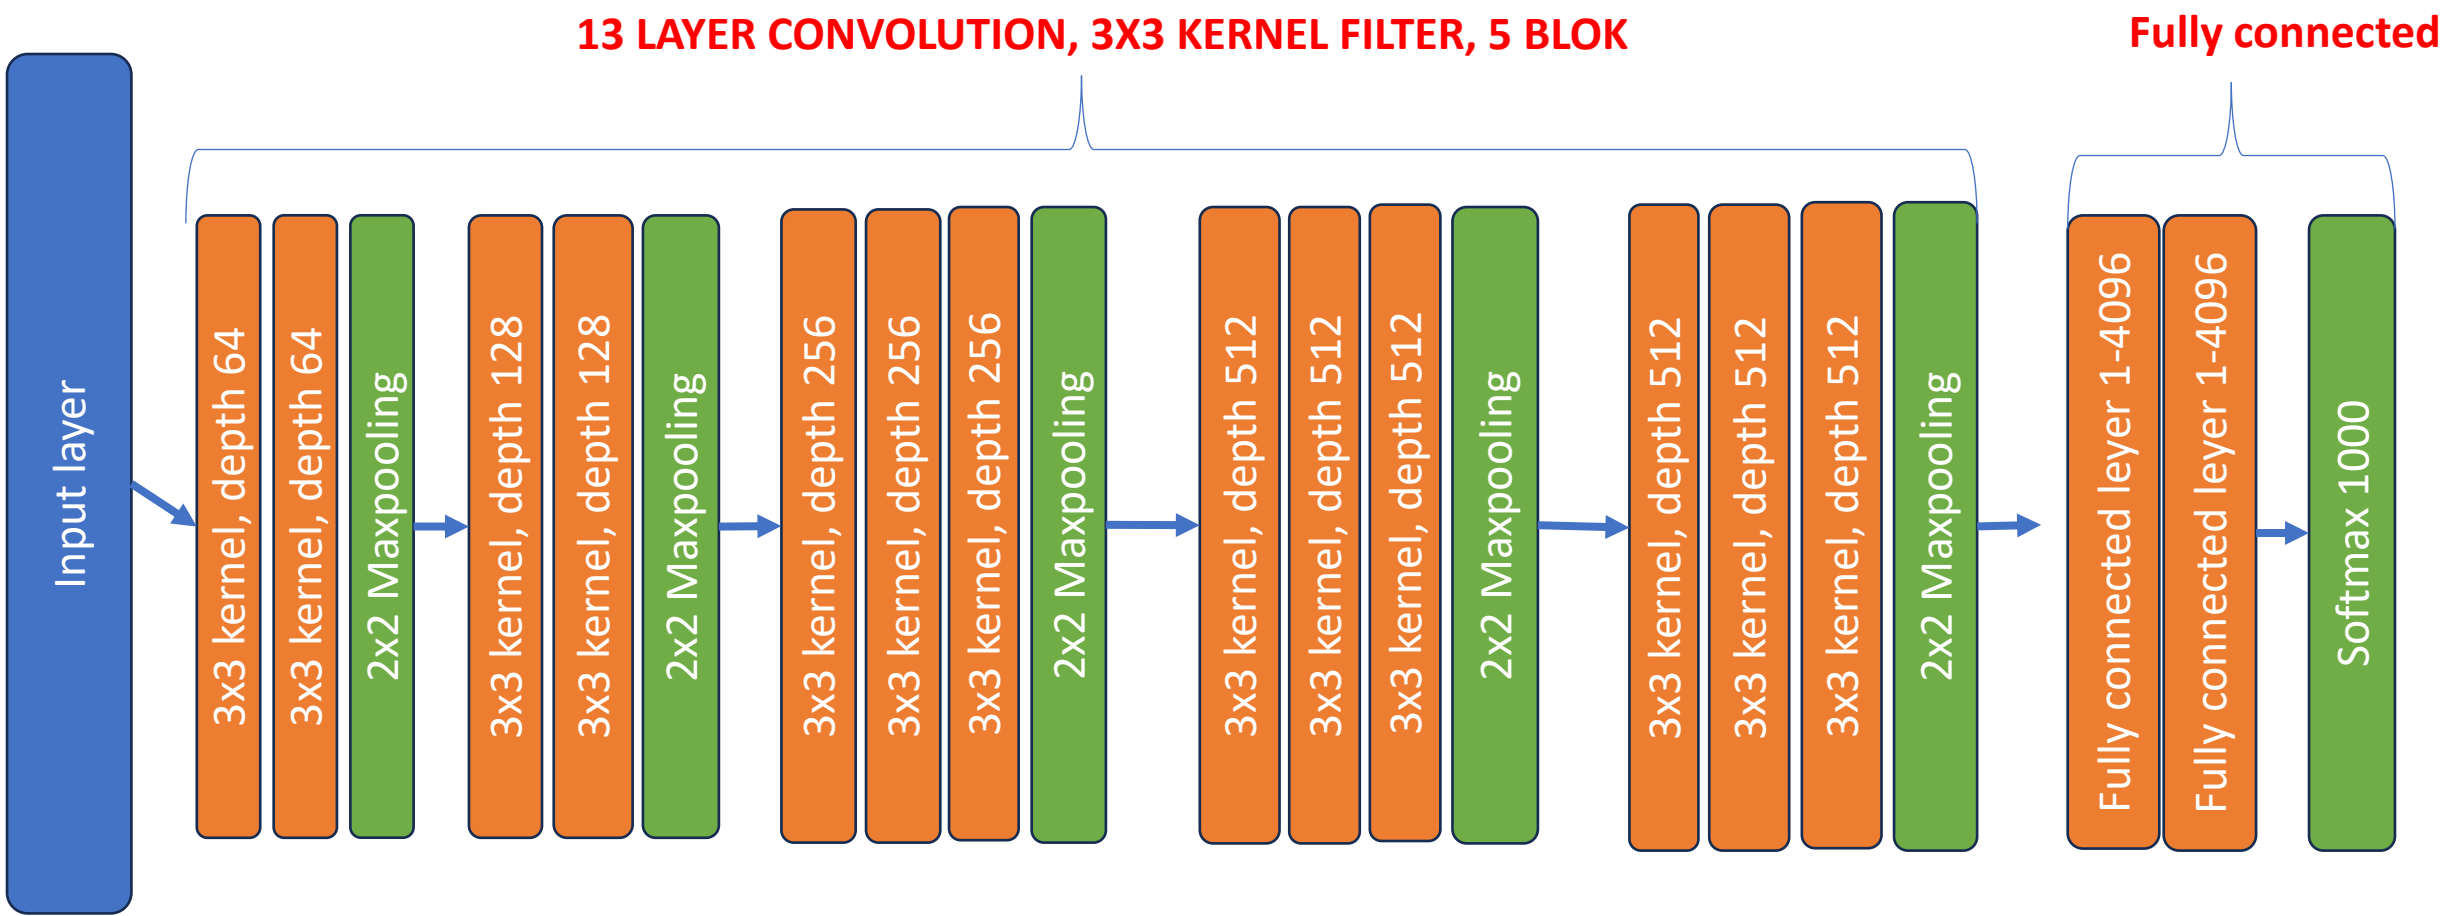 13 LAYER CONVOLUTION, 3X3 KERNEL FILTER, 5 BLOK
Fully connected
Input layer
3x3 kernel, depth 64
3x3 kernel, depth 64
2x2 Maxpooling
3x3 kernel, depth 128
3x3 kernel, depth 128
2x2 Maxpooling
3x3 kernel, depth 256
3x3 kernel, depth 256
3x3 kernel, depth 256
2x2 Maxpooling
3x3 kernel, depth 512
3x3 kernel, depth 512
3x3 kernel, depth 512
2x2 Maxpooling
3x3 kernel, depth 512
3x3 kernel, depth 512
3x3 kernel, depth 512
2x2 Maxpooling
Fully connected leyer 1-4096
Fully connected leyer 1-4096
Softmax 1000